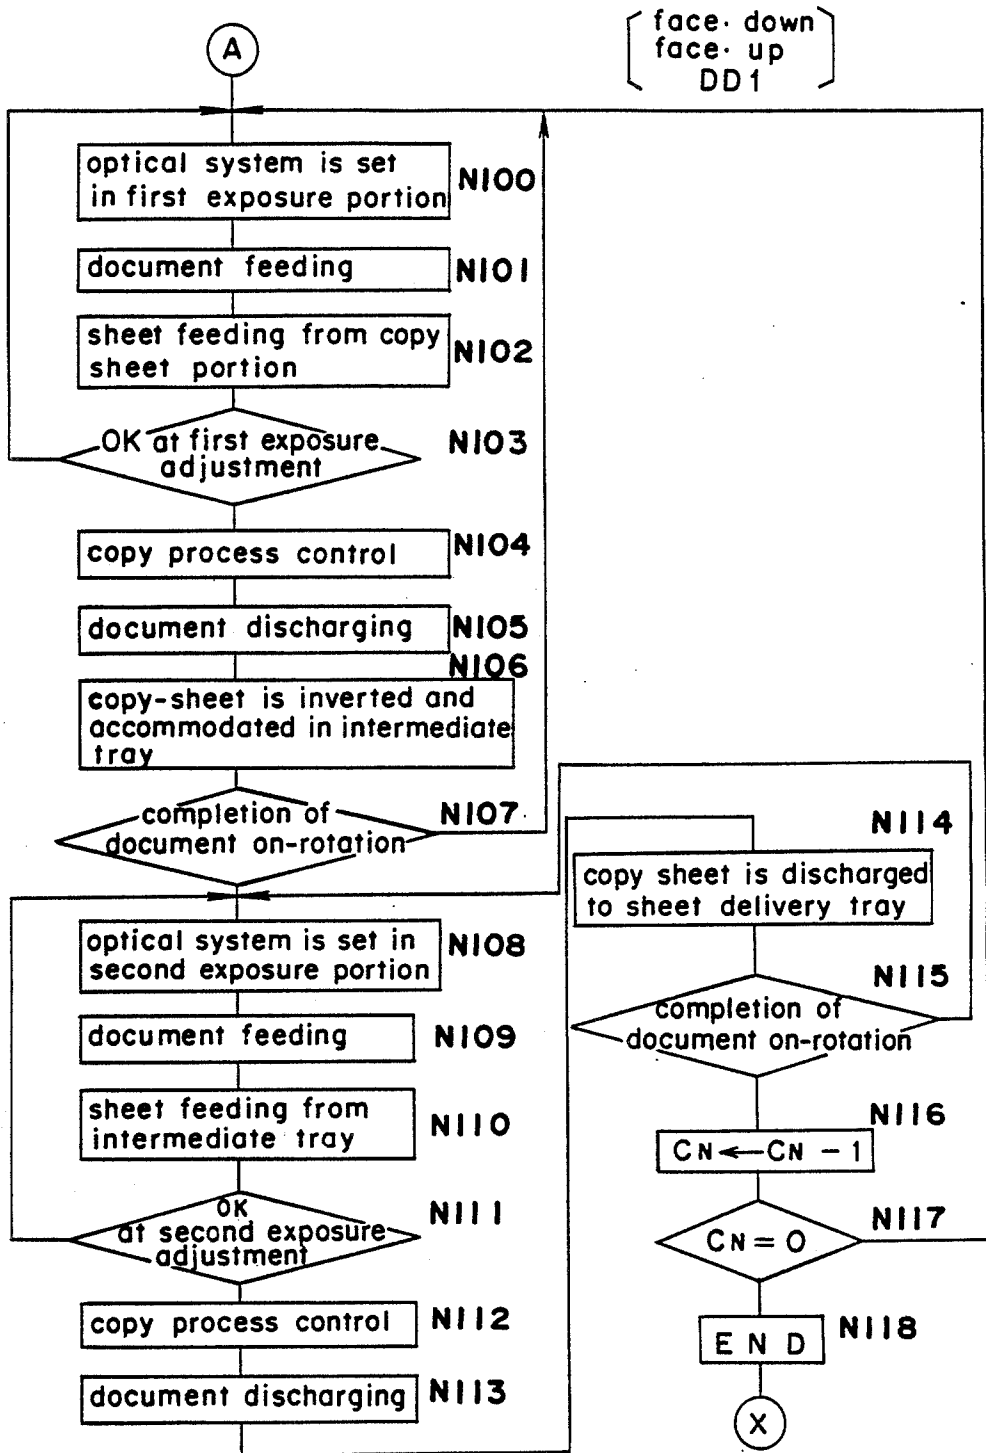 face. down
face. up
DD1
A
optical system is set
in first exposure portion
N100
document feeding
N101
sheet feeding from copy
sheet portion
N102
OK at first exposure
adjustment
N103
copy process control
N104
document discharging
N105
N106
copy-sheet is inverted and
accommodated in intermediate
tray
completion of
document on-rotation
N107
optical system is set in
second exposure portion
N108
document feeding
N109
sheet feeding from
intermediate tray
N110
OK
at second exposure
adjustment
N111
copy process control
N112
document discharging
N113
N114
copy sheet is discharged
to sheet delivery tray
N115
completion of
document on-rotation
N116
CN ← CN - 1
N117
CN = 0
END
N118
X